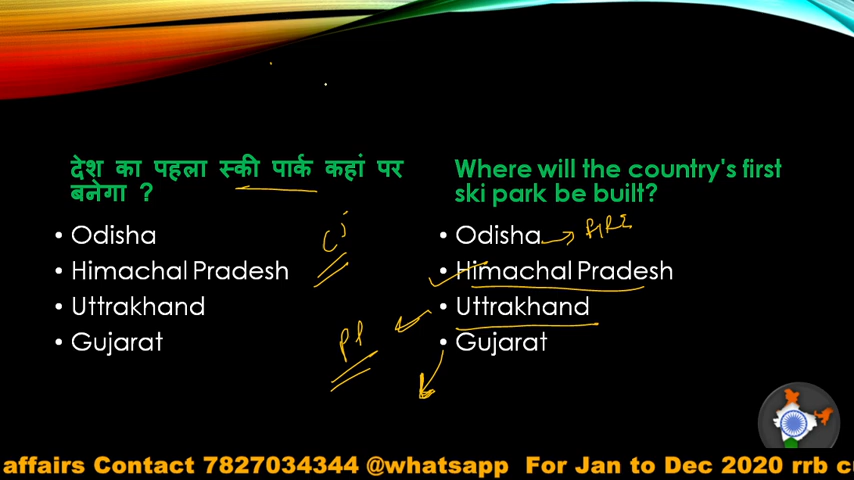 देश का पहला स्की पार्क कहां पर
बनेगा ?
• Odisha
• Himachal Pradesh
• Uttrakhand
• Gujarat
Where will the country's first
ski park be built?
• Odisha
• Himachal Pradesh
• Uttrakhand
• Gujarat
affairs Contact 7827034344 @whatsapp For Jan to Dec 2020 rrb